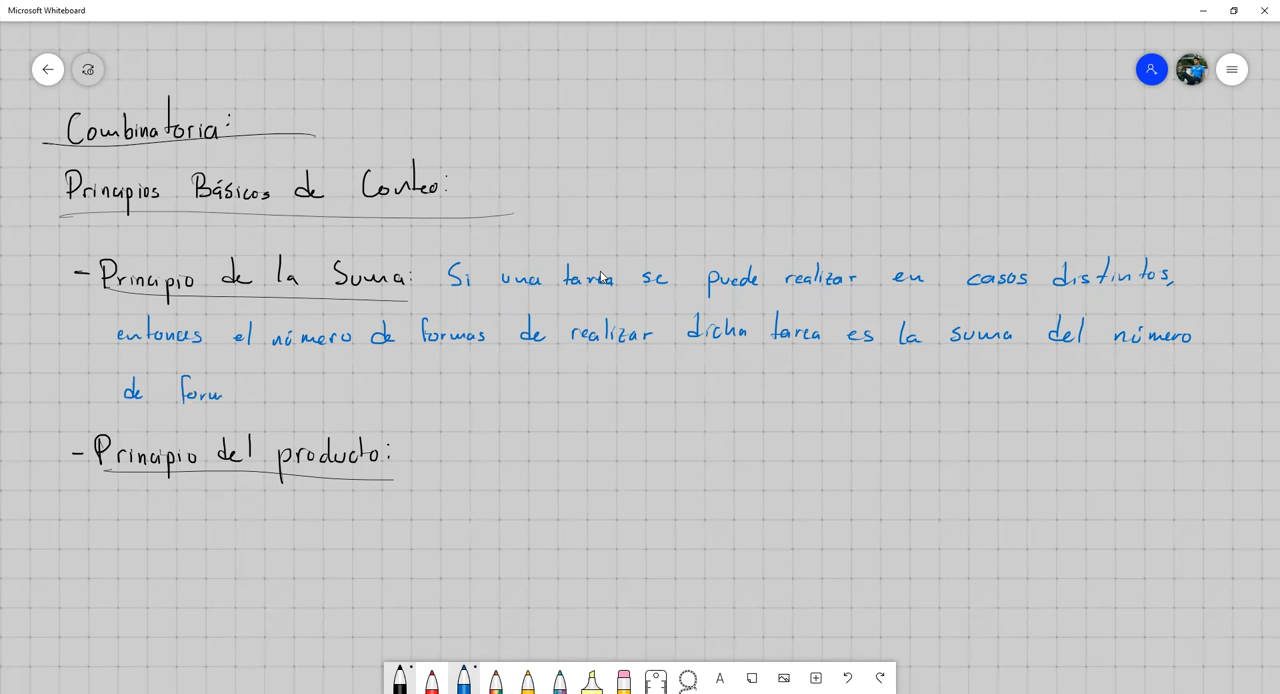 Microsoft Whiteboard
Combinatoria:
Principios Básicos de Conteo:
- Principio de la Suma: Si una tarea se puede realizar en casos distintos,
entonces el número de formas de realizar dicha tarea es la suma del número
de form
- Principio del producto:
A